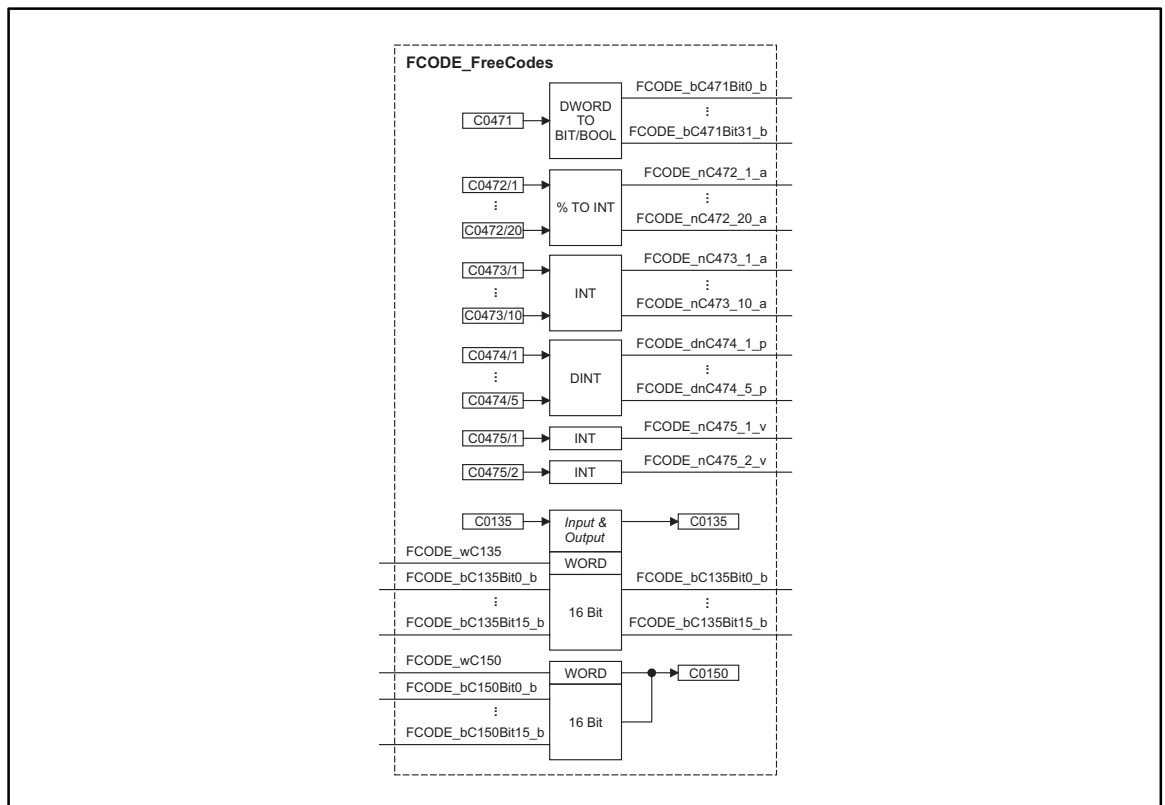 FCODE_FreeCodes
C0471
DWORD
TO
BIT/BOOL
FCODE_bC471Bit0_b
⋮
FCODE_bC471Bit31_b
C0472/1
⋮
C0472/20
% TO INT
FCODE_nC472_1_a
⋮
FCODE_nC472_20_a
C0473/1
⋮
C0473/10
INT
FCODE_nC473_1_a
⋮
FCODE_nC473_10_a
C0474/1
⋮
C0474/5
DINT
FCODE_dnC474_1_p
⋮
FCODE_dnC474_5_p
C0475/1
INT
FCODE_nC475_1_v
C0475/2
INT
FCODE_nC475_2_v
C0135
Input &
Output
C0135
FCODE_wC135
WORD
FCODE_bC135Bit0_b
⋮
FCODE_bC135Bit15_b
16 Bit
FCODE_bC135Bit0_b
⋮
FCODE_bC135Bit15_b
FCODE_wC150
WORD
C0150
FCODE_bC150Bit0_b
⋮
FCODE_bC150Bit15_b
16 Bit